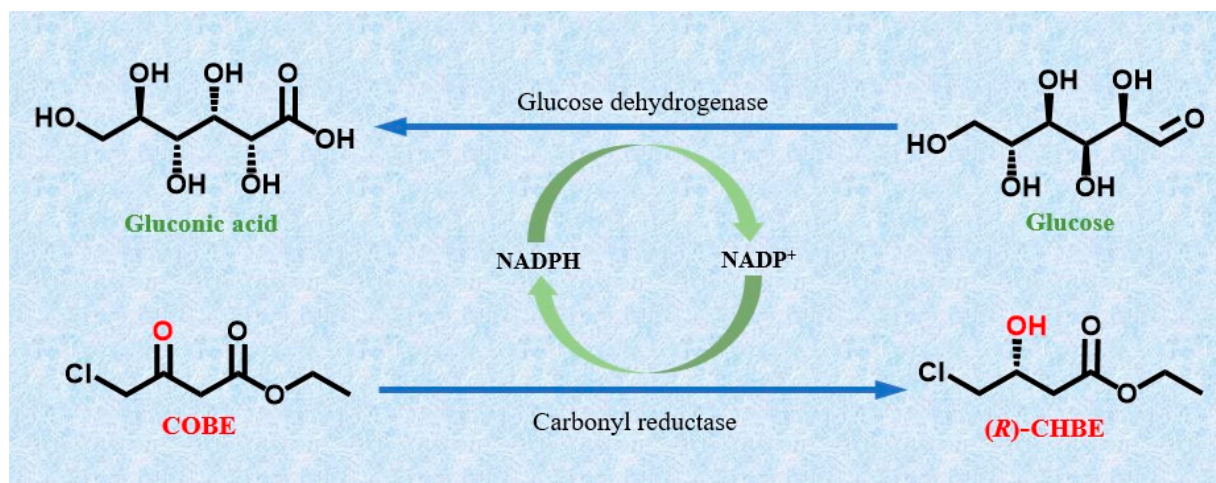 OH OH O
HO
OH
OH OH
Gluconic acid
Glucose dehydrogenase
OH OH
O
HO
OH OH
Glucose
NADPH
NADP⁺
O O
Cl
O
COBE
Carbonyl reductase
OH O
Cl
O
(R)-CHBE